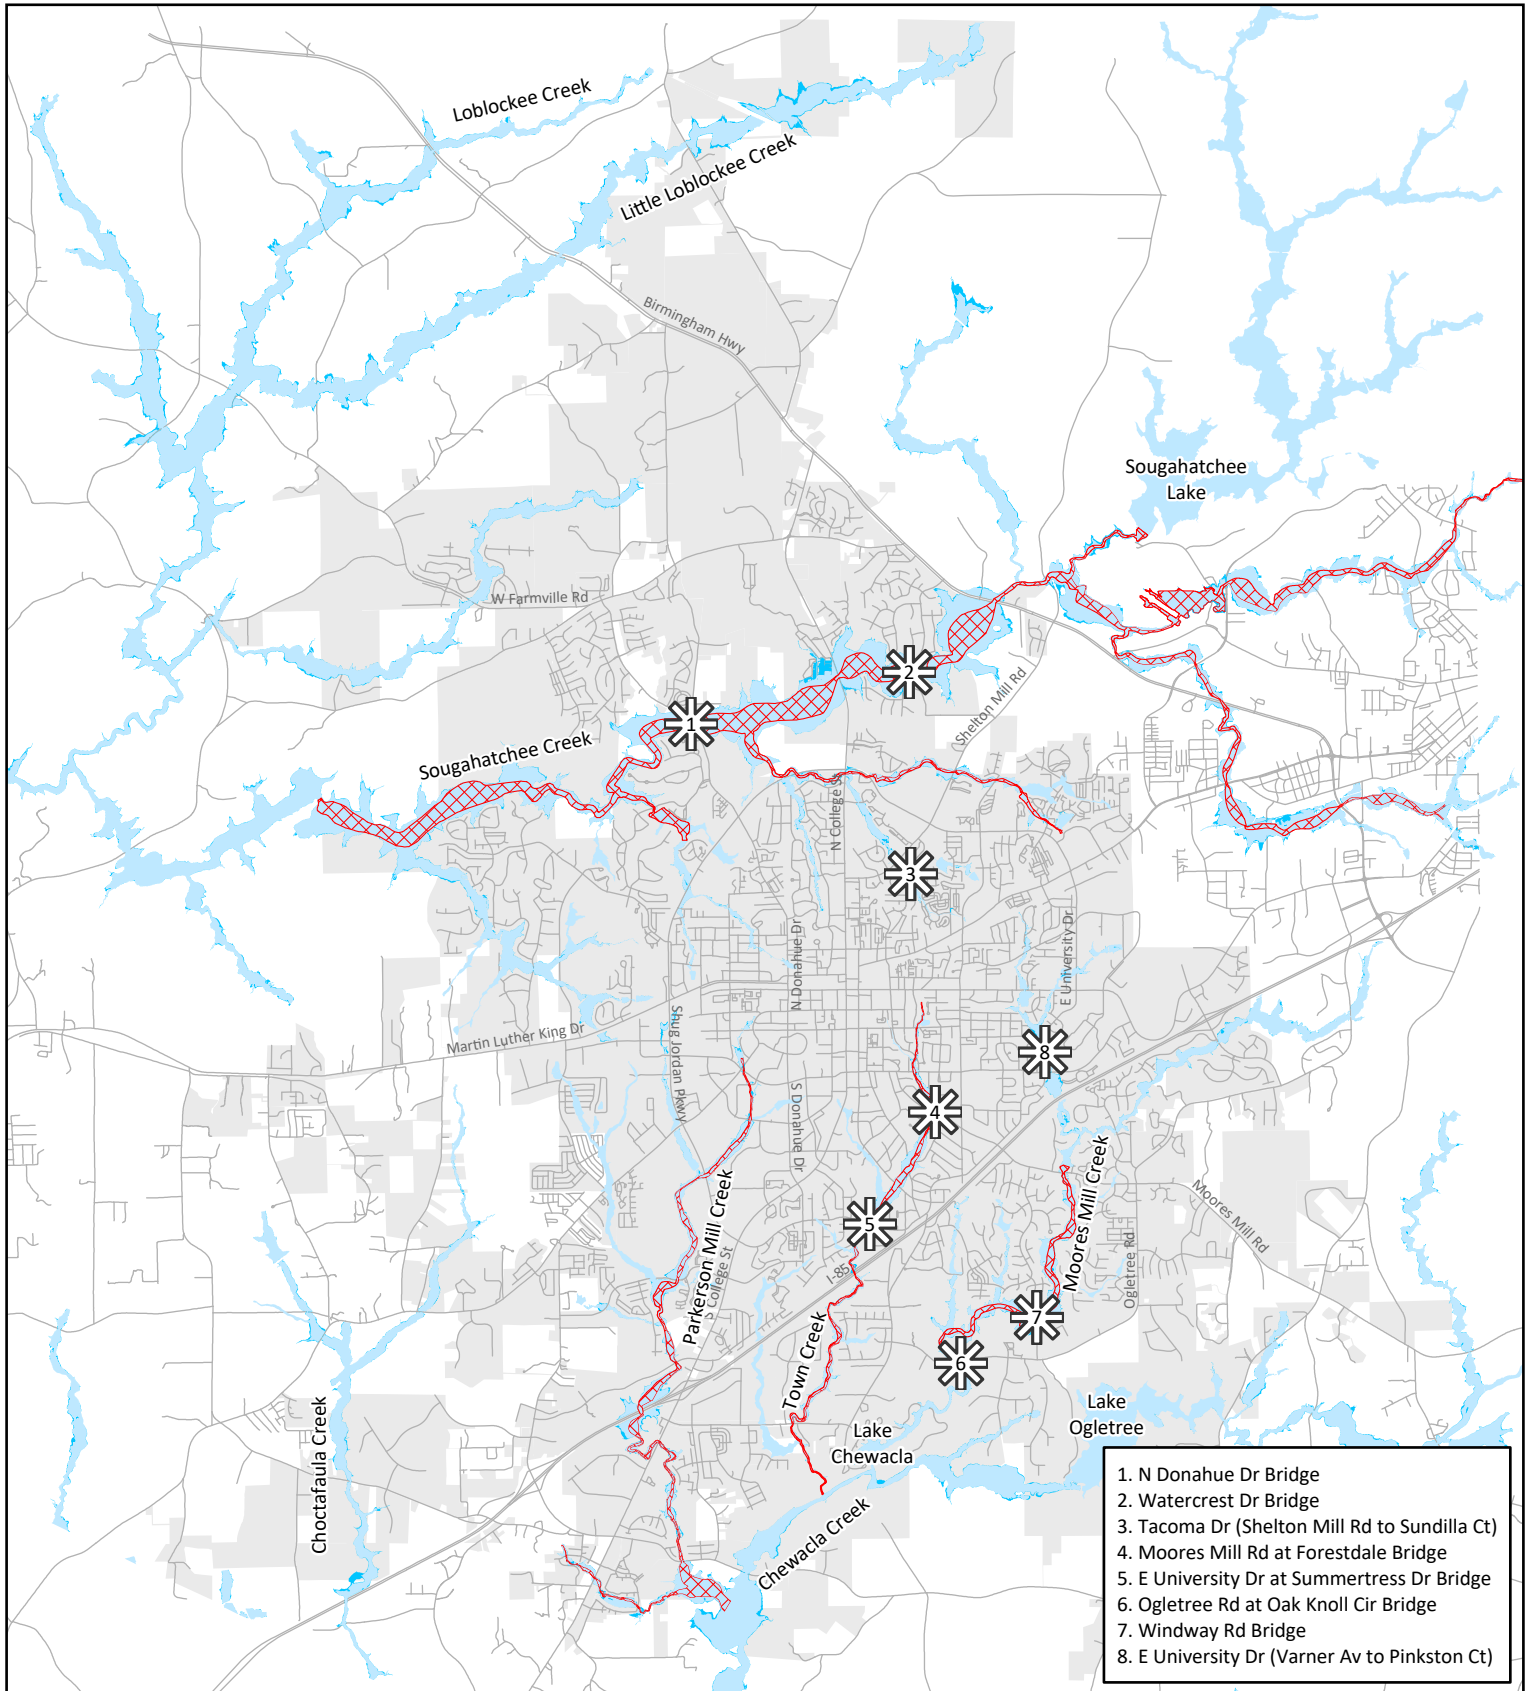 Loblockee Creek
Little Loblockee Creek
Birmingham Hwy
Sougahatchee
Lake
W Farmville Rd
2
Shelton Mill Rd
1
Sougahatchee Creek
N College St
3
E University Dr
N Donahue Dr
Shug Jordan Pkwy
Martin Luther King Dr
8
S Donahue Dr
4
Moores Mill Creek
Parkerson Mill Creek
Moores Mill Rd
5
S College St
I-85
Ogletree Rd
7
Town Creek
6
Lake
Ogletree
Lake
Chewacla
Choctafaula Creek
Chewacla Creek
1. N Donahue Dr Bridge
2. Watercrest Dr Bridge
3. Tacoma Dr (Shelton Mill Rd to Sundilla Ct)
4. Moores Mill Rd at Forestdale Bridge
5. E University Dr at Summertress Dr Bridge
6. Ogletree Rd at Oak Knoll Cir Bridge
7. Windway Rd Bridge
8. E University Dr (Varner Av to Pinkston Ct)